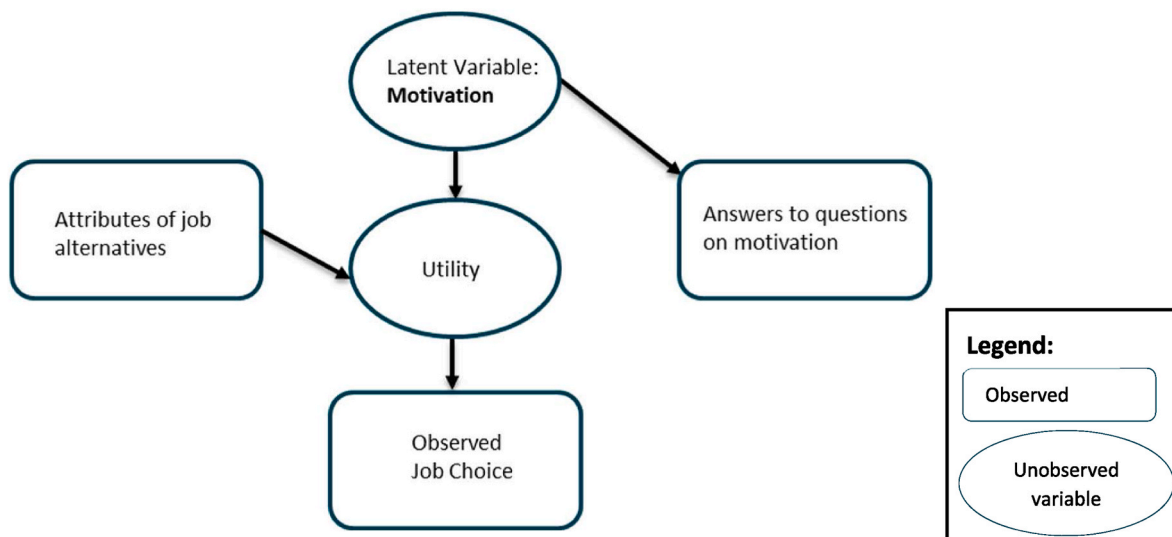 Latent Variable:
Motivation
Attributes of job
alternatives
Answers to questions
on motivation
Utility
Observed
Job Choice
Legend:
Observed
Unobserved
variable